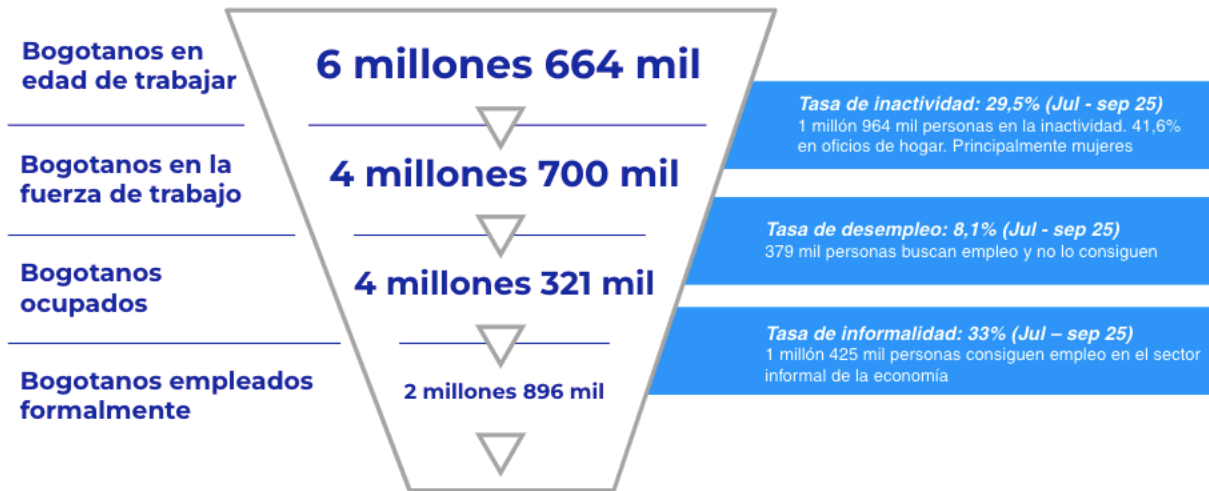 Bogotanos en
edad de trabajar
6 millones 664 mil
Tasa de inactividad: 29,5% (Jul - sep 25)
1 millón 964 mil personas en la inactividad. 41,6%
en oficios de hogar. Principalmente mujeres
Bogotanos en la
fuerza de trabajo
4 millones 700 mil
Tasa de desempleo: 8,1% (Jul - sep 25)
379 mil personas buscan empleo y no lo consiguen
Bogotanos
ocupados
4 millones 321 mil
Tasa de informalidad: 33% (Jul – sep 25)
1 millón 425 mil personas consiguen empleo en el sector
informal de la economía
Bogotanos empleados
formalmente
2 millones 896 mil